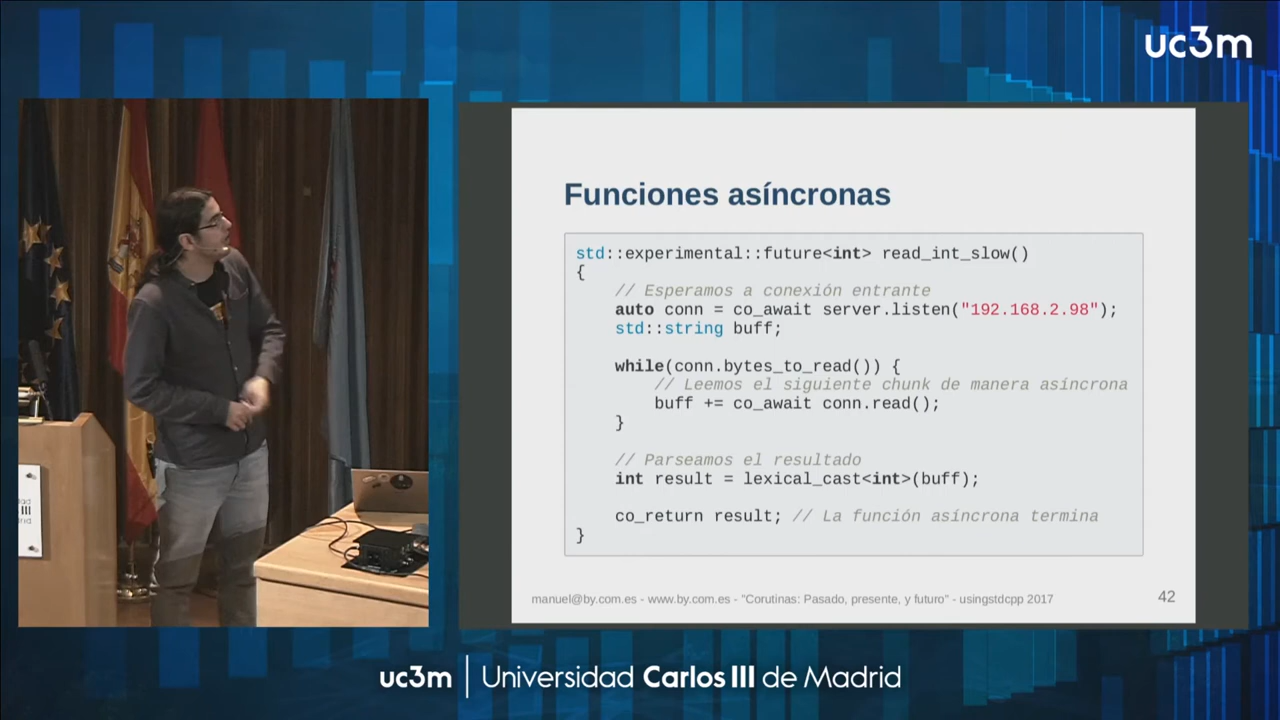 uc3m
Funciones asíncronas
std::experimental::future<int> read_int_slow()
{
// Esperamos a conexión entrante
auto conn = co_await server.listen("192.168.2.98");
std::string buff;
while(conn.bytes_to_read()) {
// Leemos el siguiente chunk de manera asíncrona
buff += co_await conn.read();
}
// Parseamos el resultado
int result = lexical_cast<int>(buff);
co_return result; // La función asíncrona termina
}
manuel@by.com.es - www.by.com.es - "Corutinas: Pasado, presente, y futuro" - usingstdcpp 2017
42
III
uc3m | Universidad Carlos III de Madrid